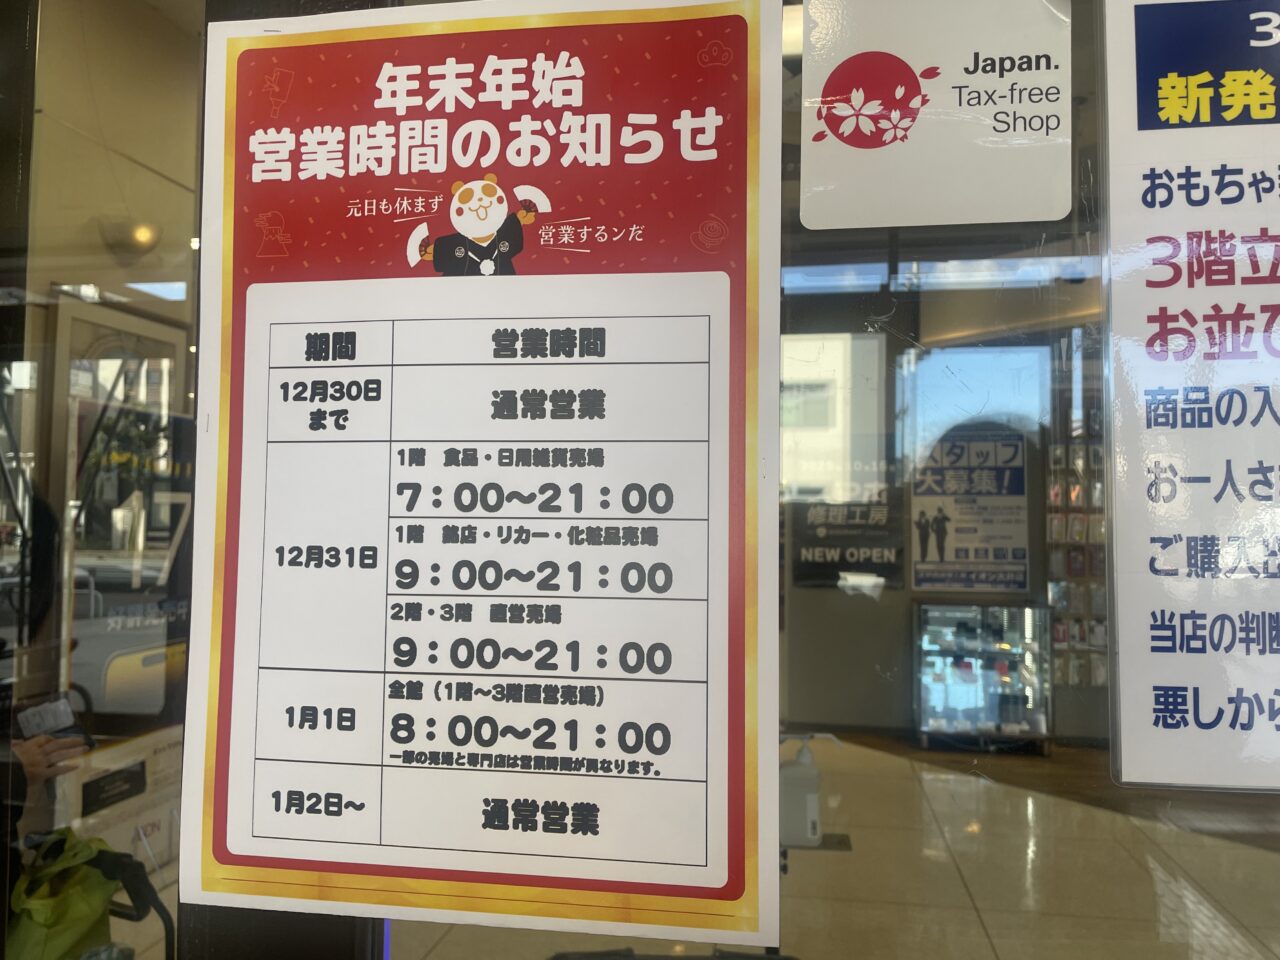 年末年始
営業時間のお知らせ
元日も休まず
営業するンだ
期間 営業時間
12月30日
まで
通常営業
12月31日
1階 食品・日用雑貨売場
7：00～21：00
1階 銘店・リカー・化粧品売場
9：00～21：00
2階・3階 直営売場
9：00～21：00
1月1日
全館（1階～3階直営売場）
8：00～21：00
一部の売場と専門店は営業時間が異なります。
1月2日～ 通常営業
Japan.
Tax-free
Shop
3
新発
おもちゃ
3階立
お並び
商品の入
お一人さ
ご購入
当店の判断
悪しから
スタッフ
大募集！
修理工房
NEW OPEN
17